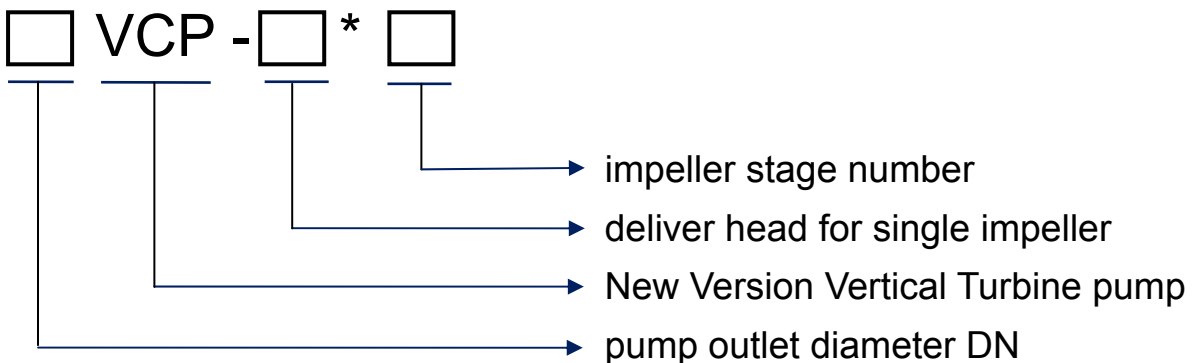 □ VCP -□ * □
impeller stage number
deliver head for single impeller
New Version Vertical Turbine pump
pump outlet diameter DN